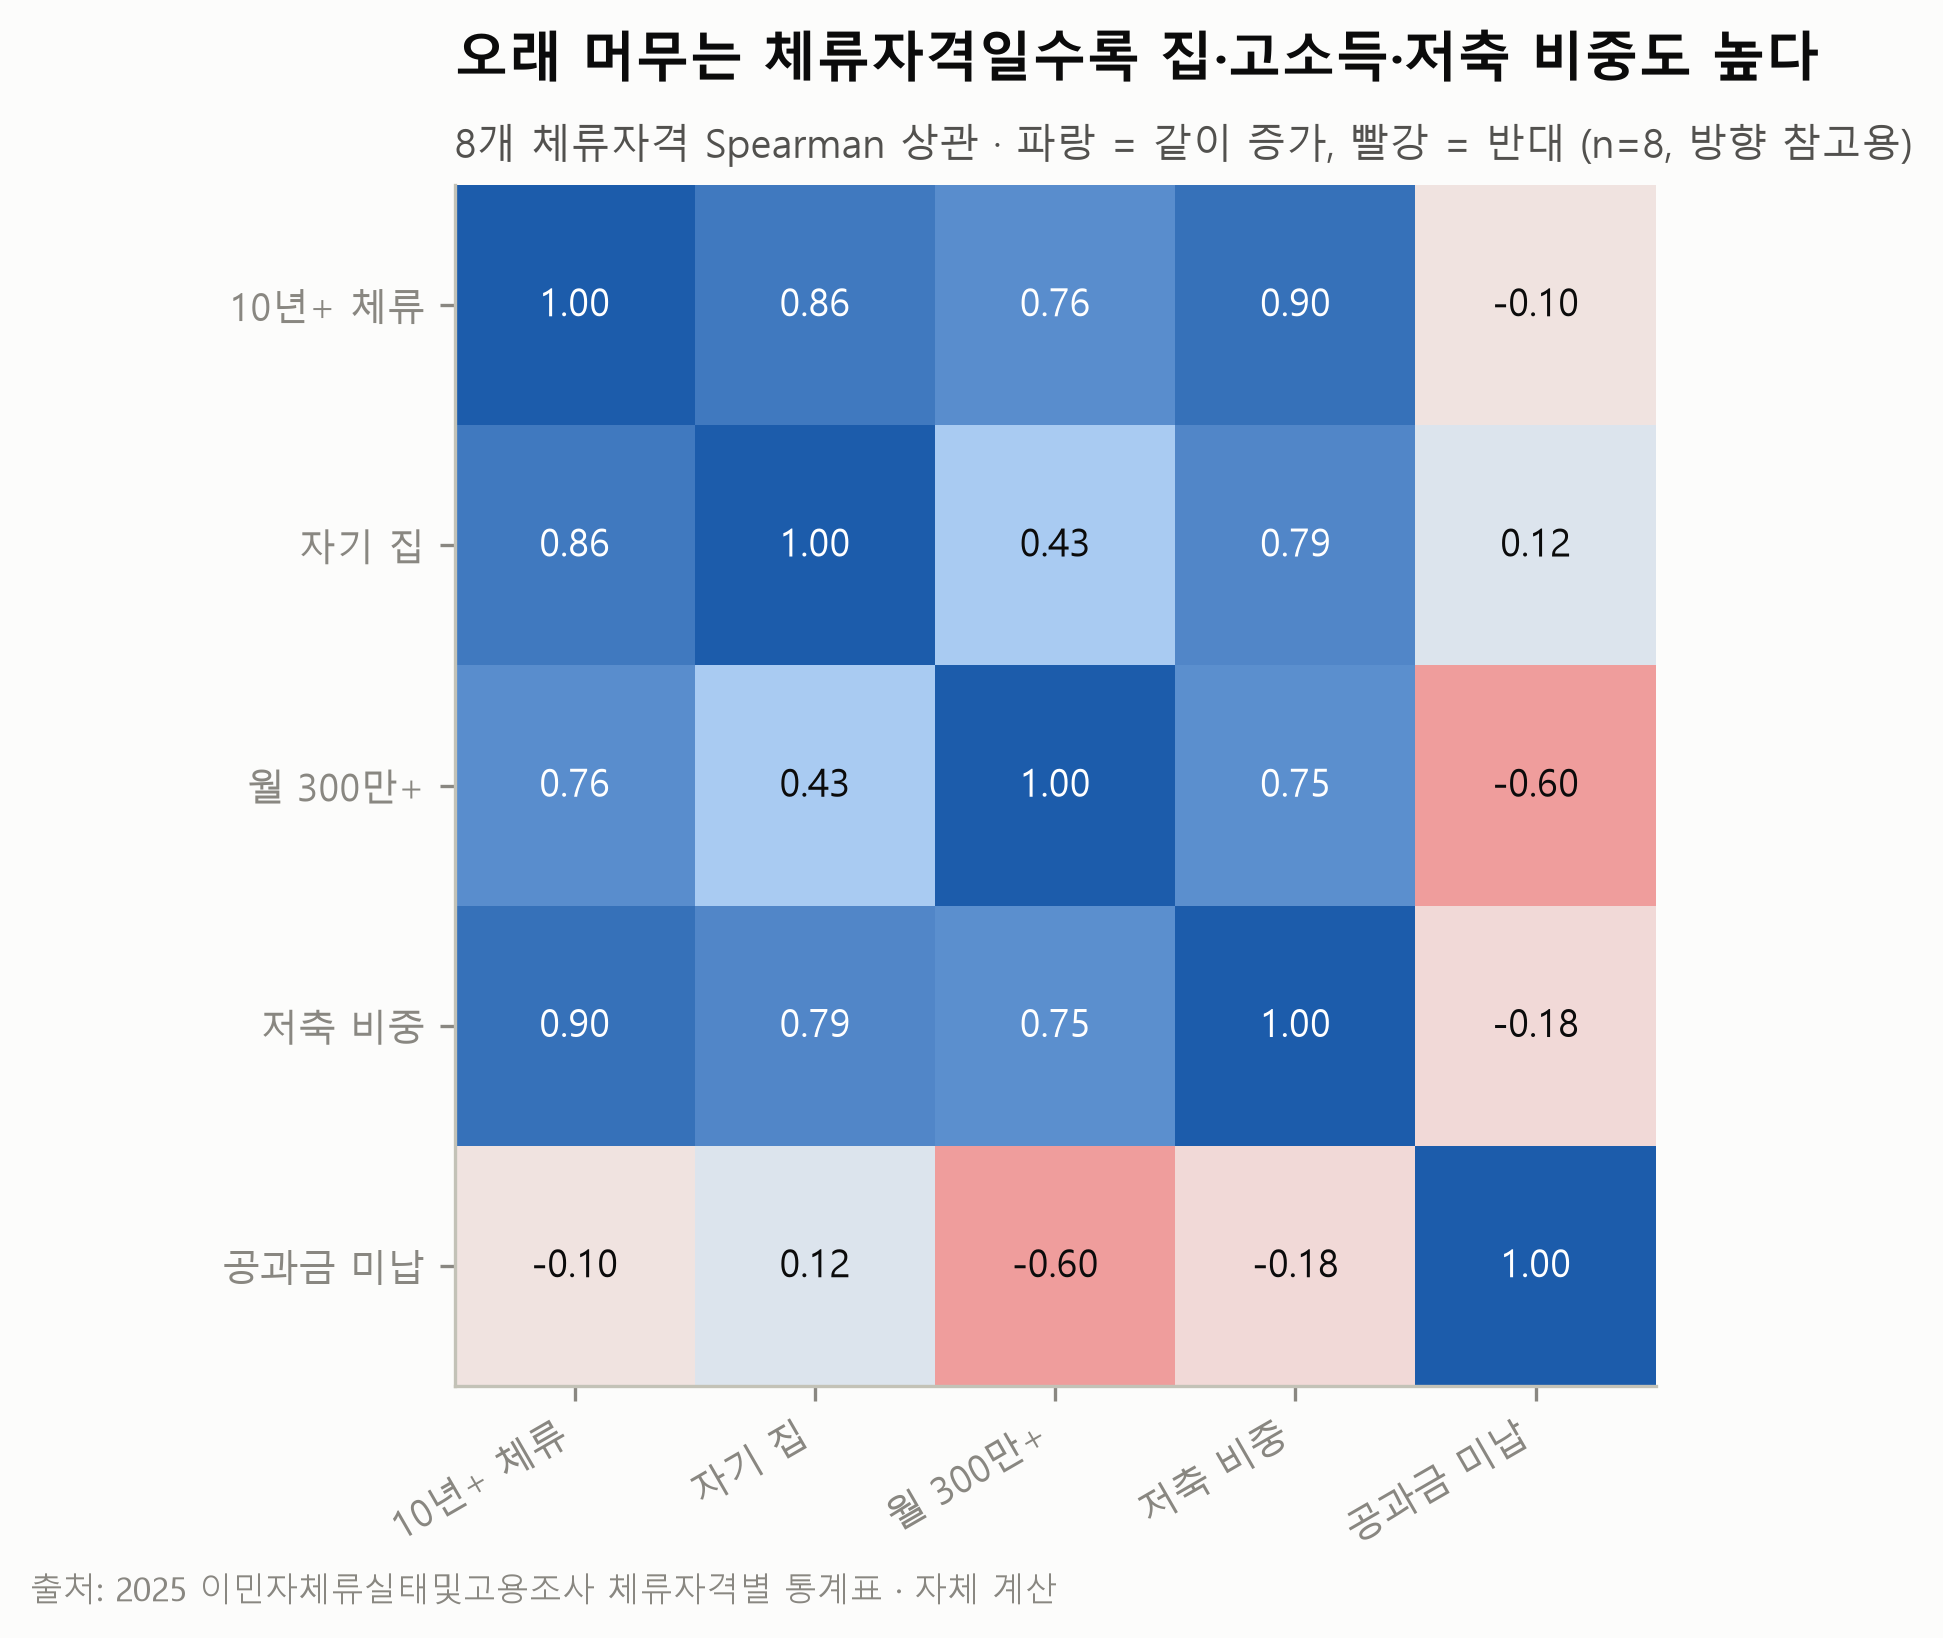 오래 머무는 체류자격일수록 집·고소득·저축 비중도 높다
8개 체류자격 Spearman 상관 · 파랑 = 같이 증가, 빨강 = 반대 (n=8, 방향 참고용)
10년+ 체류 1.00 0.86 0.76 0.90 -0.10
자기 집 0.86 1.00 0.43 0.79 0.12
월 300만+ 0.76 0.43 1.00 0.75 -0.60
저축 비중 0.90 0.79 0.75 1.00 -0.18
공과금 미납 -0.10 0.12 -0.60 -0.18 1.00
10년+ 체류 자기 집 월 300만+ 저축 비중 공과금 미납
출처: 2025 이민자체류실태및고용조사 체류자격별 통계표 · 자체 계산